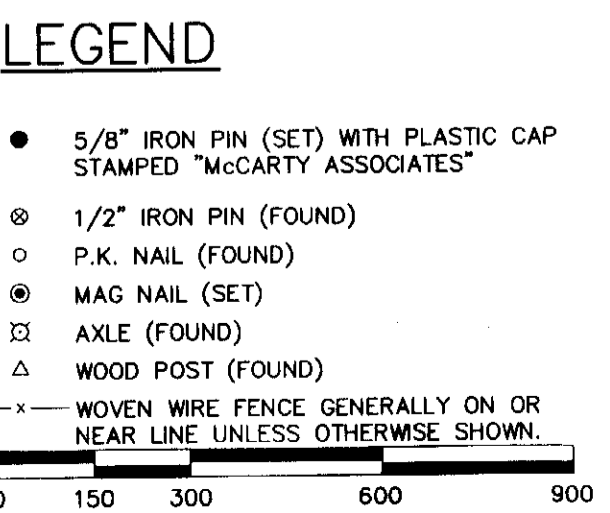 LEGEND
5/8" IRON PIN (SET) WITH PLASTIC CAP
STAMPED "McCARTY ASSOCIATES"
1/2" IRON PIN (FOUND)
P.K. NAIL (FOUND)
MAG NAIL (SET)
AXLE (FOUND)
WOOD POST (FOUND)
x WOVEN WIRE FENCE GENERALLY ON OR
NEAR LINE UNLESS OTHERWISE SHOWN.
0 150 300 600 900